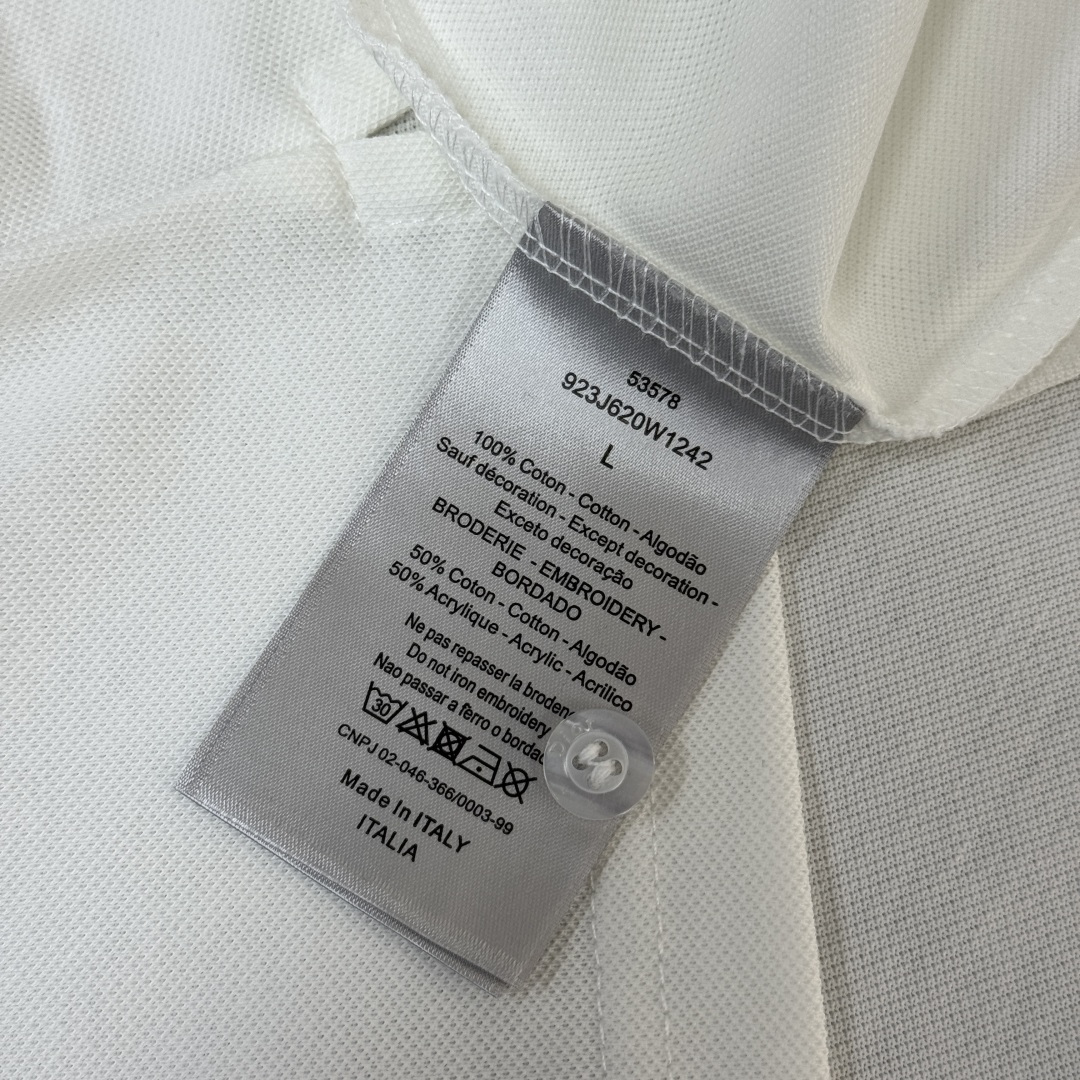 53578
923J620W1242
L
100% Coton - Cotton - Algodão
Sauf décoration - Except decoration -
Exceto decoração
BRODERIE - EMBROIDERY -
BORDADO
50% Coton - Cotton - Algodão
50% Acrylique - Acrylic - Acrilico
Ne pas repasser la
Do not iron embroidery
Nao passar a ferro o
30
CNPJ 02-046-366/0003-99
Made In ITALY
ITALIA